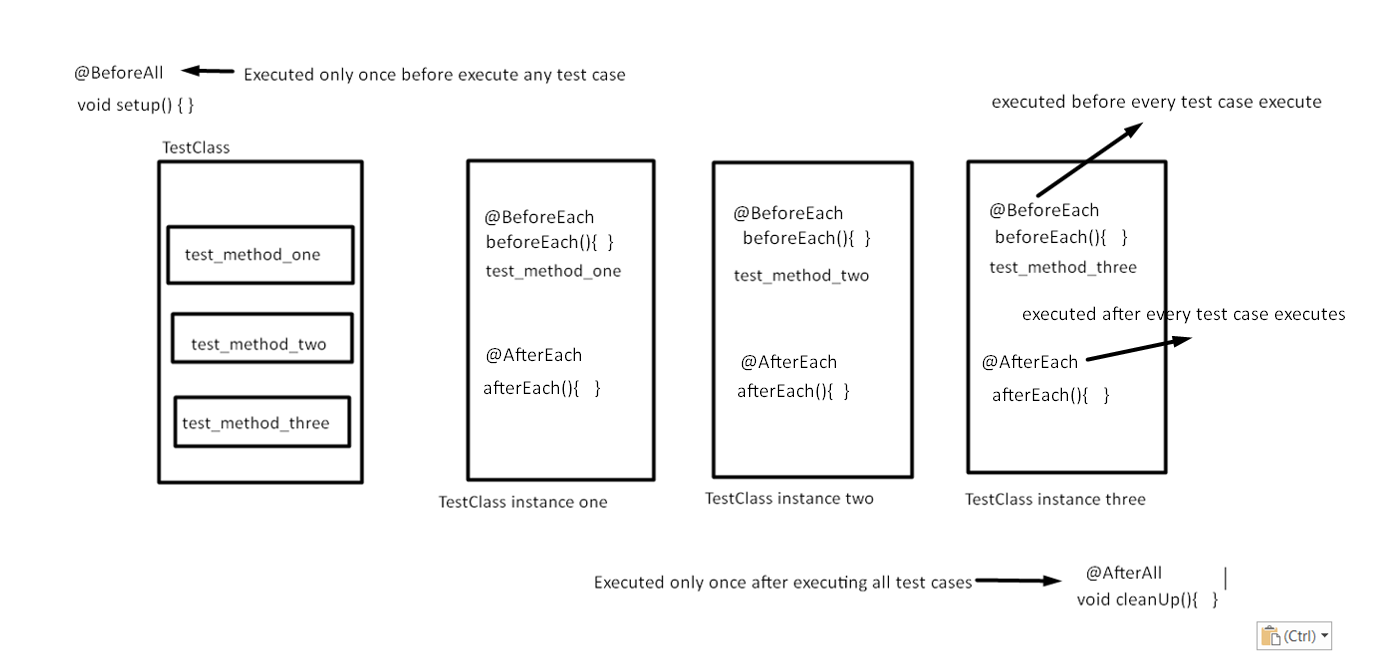 @BeforeAll
Executed only once before execute any test case
void setup() { }
executed before every test case execute
TestClass
test_method_one
test_method_two
test_method_three
@BeforeEach
beforeEach(){ }
test_method_one
@AfterEach
afterEach(){ }
TestClass instance one
@BeforeEach
beforeEach(){ }
test_method_two
@AfterEach
afterEach(){ }
TestClass instance two
@BeforeEach
beforeEach(){ }
test_method_three
executed after every test case executes
@AfterEach
afterEach(){ }
TestClass instance three
Executed only once after executing all test cases
@AfterAll
void cleanUp(){ }
(Ctrl)